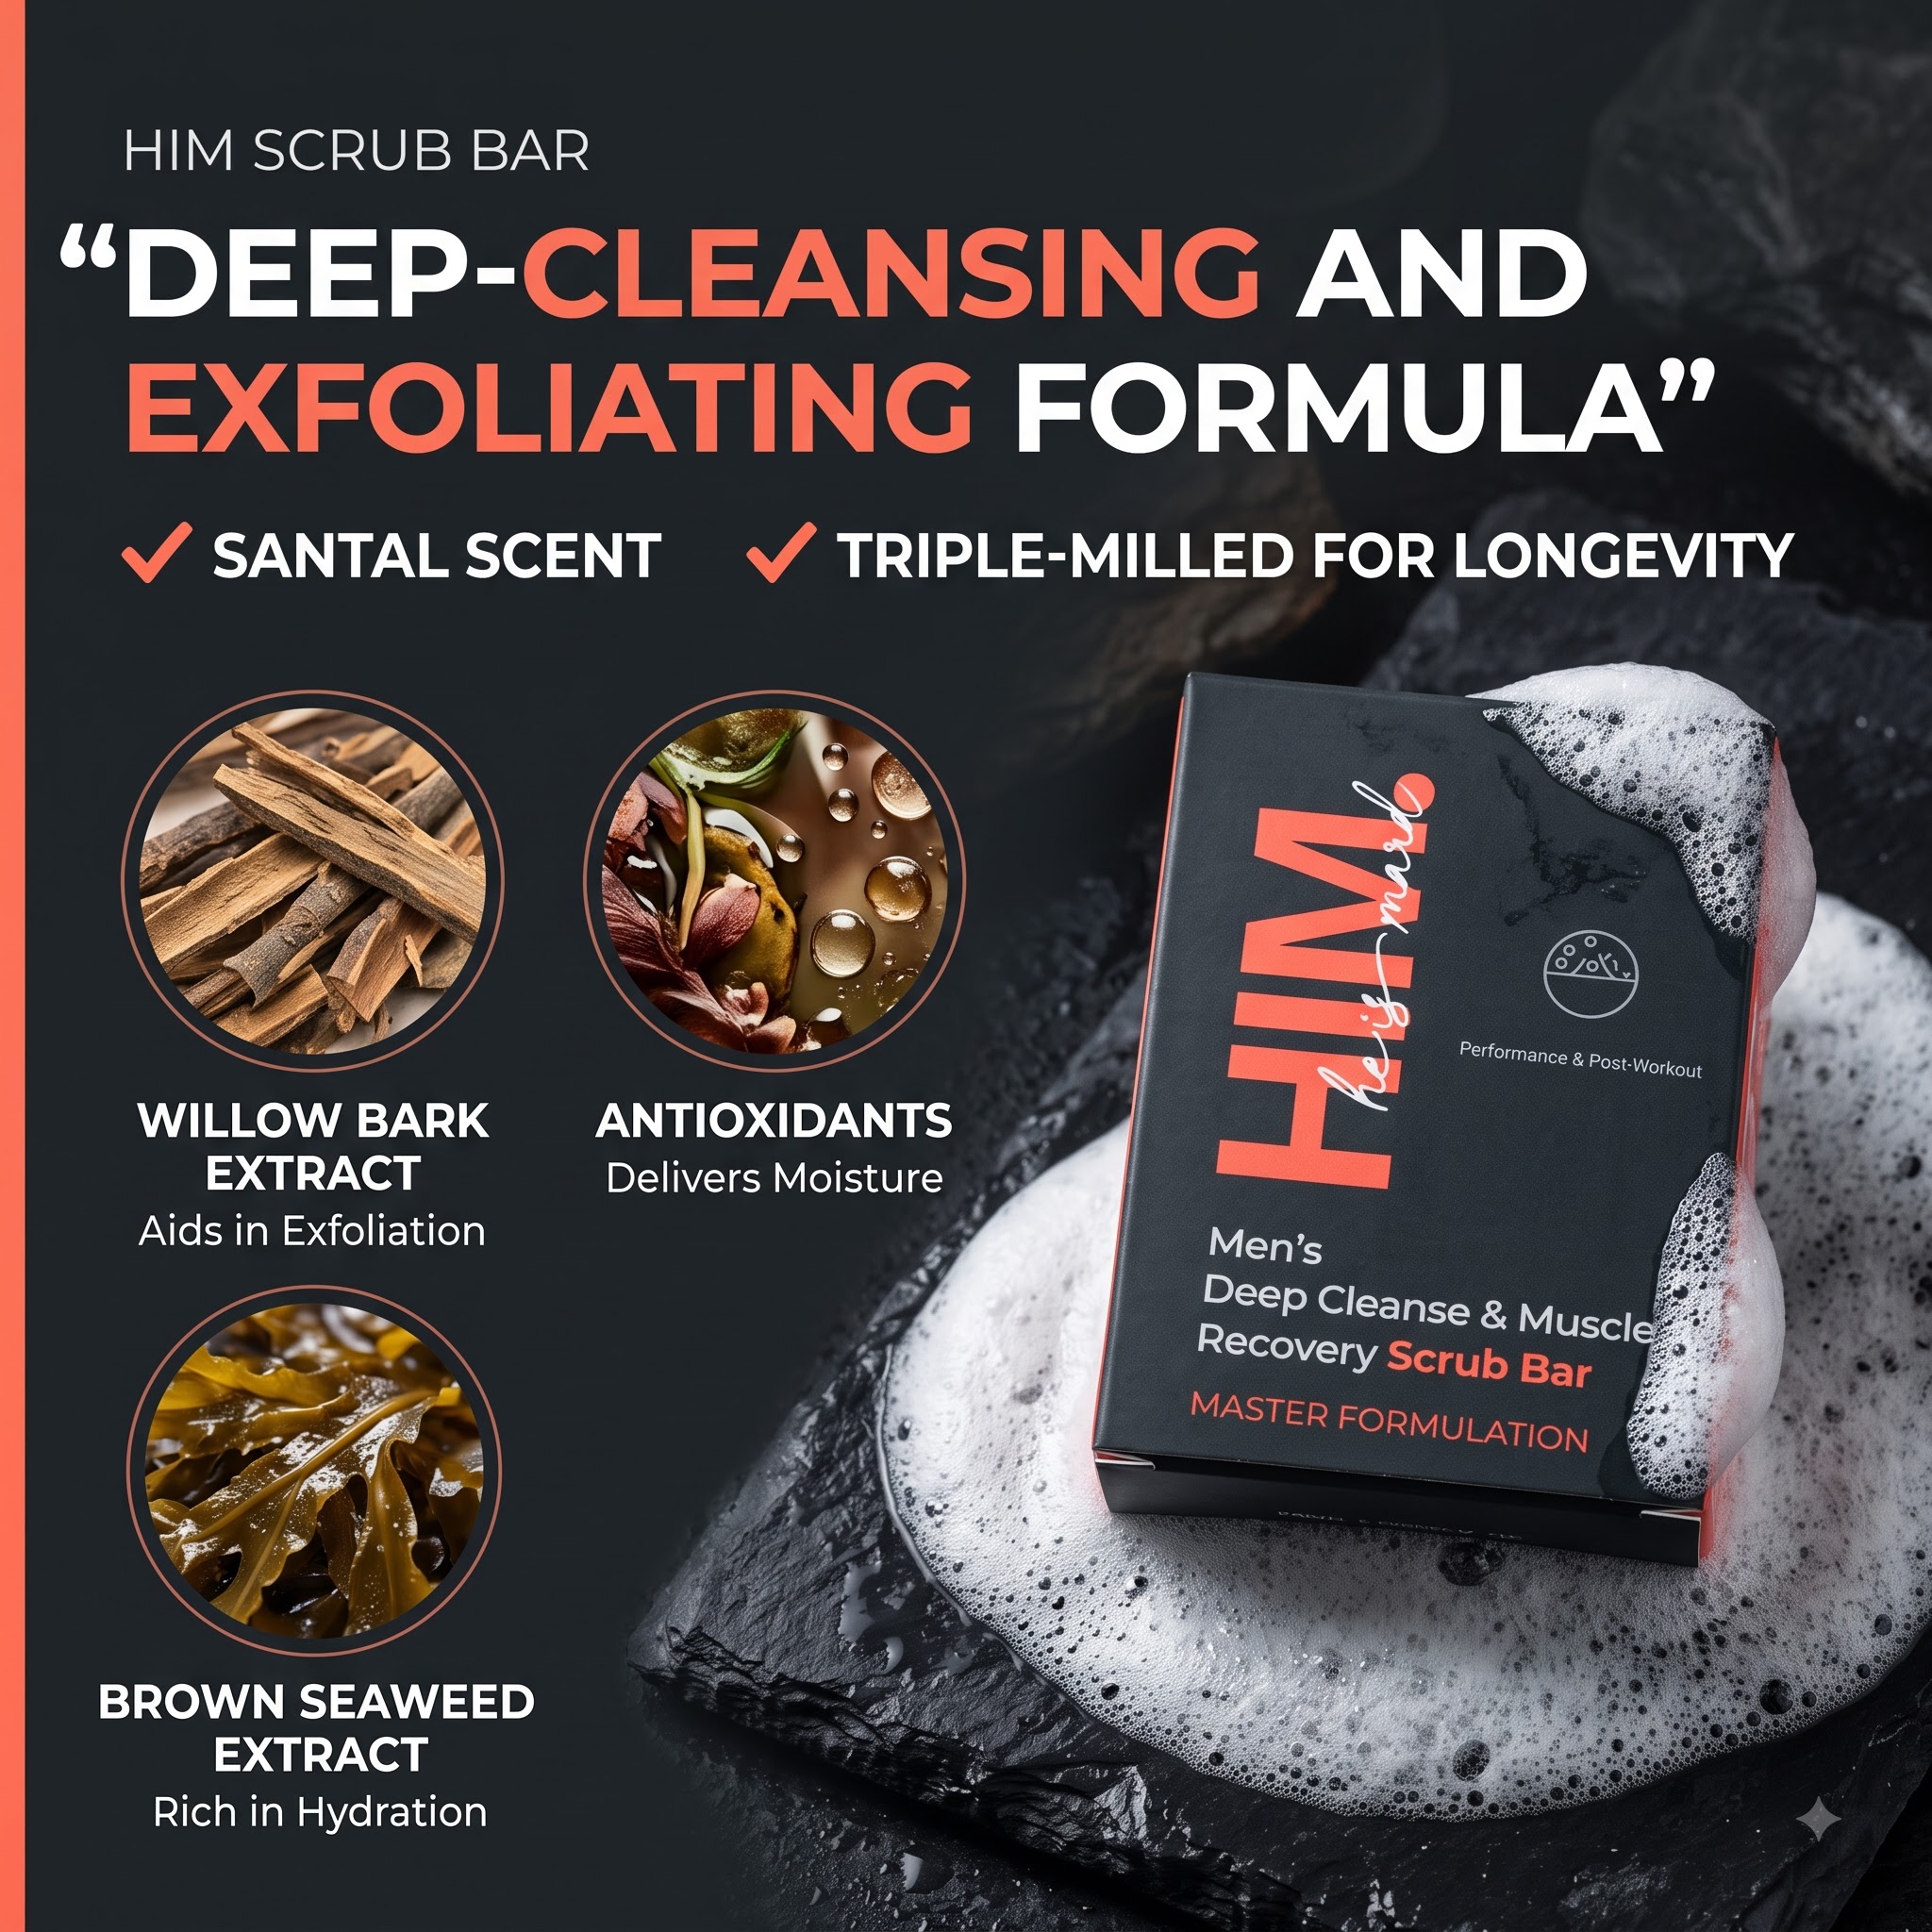 HIM SCRUB BAR
“DEEP-CLEANSING AND
EXFOLIATING FORMULA”
SANTAL SCENT
TRIPLE-MILLED FOR LONGEVITY
WILLOW BARK
EXTRACT
Aids in Exfoliation
ANTIOXIDANTS
Delivers Moisture
BROWN SEAWEED
EXTRACT
Rich in Hydration
HIM.
he is mard
Performance & Post-Workout
Men’s
Deep Cleanse & Muscle
Recovery Scrub Bar
MASTER FORMULATION